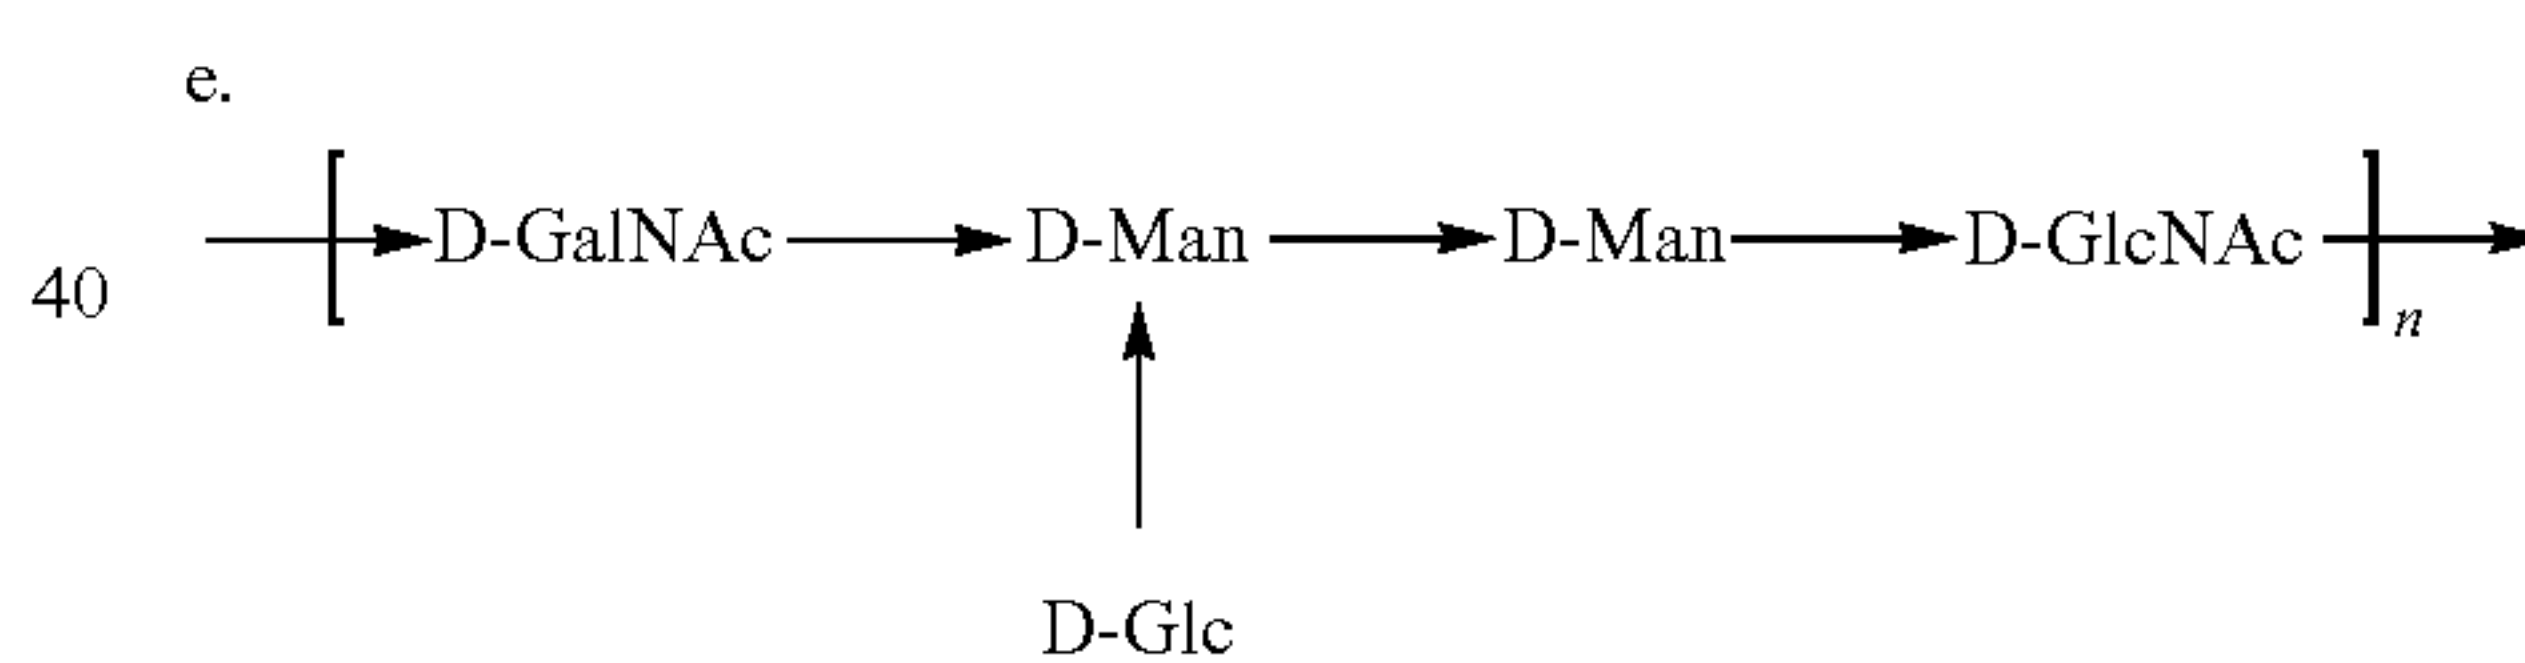 e.
D-GalNAc D-Man D-Man D-GlcNAc
40
n
D-Glc